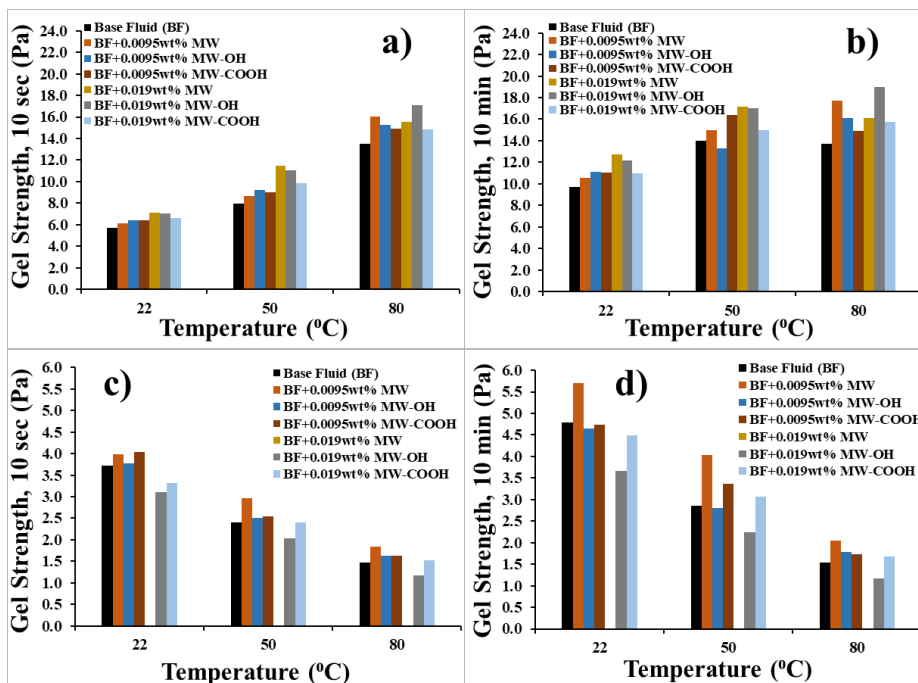 Gel Strength, 10 sec (Pa)
24.0
22.0
20.0
18.0
16.0
14.0
12.0
10.0
8.0
6.0
4.0
2.0
0.0
Base Fluid (BF)
BF+0.0095wt% MW
BF+0.0095wt% MW-OH
BF+0.0095wt% MW-COOH
BF+0.019wt% MW
BF+0.019wt% MW-OH
BF+0.019wt% MW-COOH
a)
22 50 80
Temperature (⁰C)
Gel Strength, 10 min (Pa)
24.0
22.0
20.0
18.0
16.0
14.0
12.0
10.0
8.0
6.0
4.0
2.0
0.0
Base Fluid (BF)
BF+0.0095wt% MW
BF+0.0095wt% MW-OH
BF+0.0095wt% MW-COOH
BF+0.019wt% MW
BF+0.019wt% MW-OH
BF+0.019wt% MW-COOH
b)
22 50 80
Temperature (⁰C)
Gel Strength, 10 sec (Pa)
6.0
5.5
5.0
4.5
4.0
3.5
3.0
2.5
2.0
1.5
1.0
0.5
0.0
c)
Base Fluid (BF)
BF+0.0095wt% MW
BF+0.0095wt% MW-OH
BF+0.0095wt% MW-COOH
BF+0.019wt% MW
BF+0.019wt% MW-OH
BF+0.019wt% MW-COOH
22 50 80
Temperature (⁰C)
Gel Strength, 10 min (Pa)
6.0
5.5
5.0
4.5
4.0
3.5
3.0
2.5
2.0
1.5
1.0
0.5
0.0
d)
Base Fluid (BF)
BF+0.0095wt% MW
BF+0.0095wt% MW-OH
BF+0.0095wt% MW-COOH
BF+0.019wt% MW
BF+0.019wt% MW-OH
BF+0.019wt% MW-COOH
22 50 80
Temperature (⁰C)